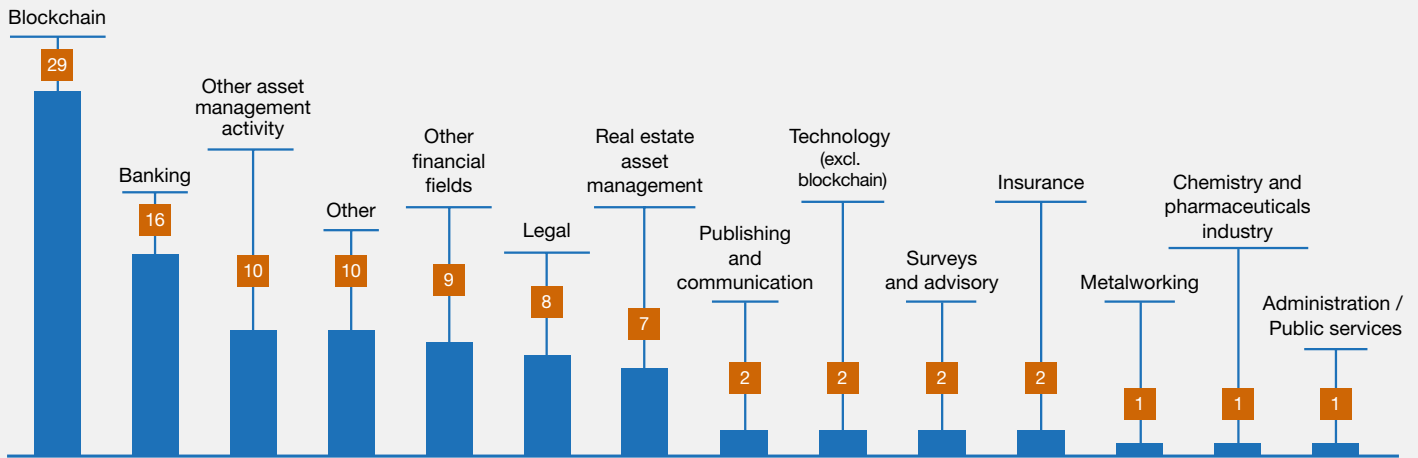 Blockchain
29
Banking
16
Other asset
management
activity
10
Other
10
Other
financial
fields
9
Legal
8
Real estate
asset
management
7
Publishing
and
communication
2
Technology
(excl.
blockchain)
2
Surveys
and advisory
2
Insurance
2
Metalworking
1
Chemistry and
pharmaceuticals
industry
1
Administration /
Public services
1